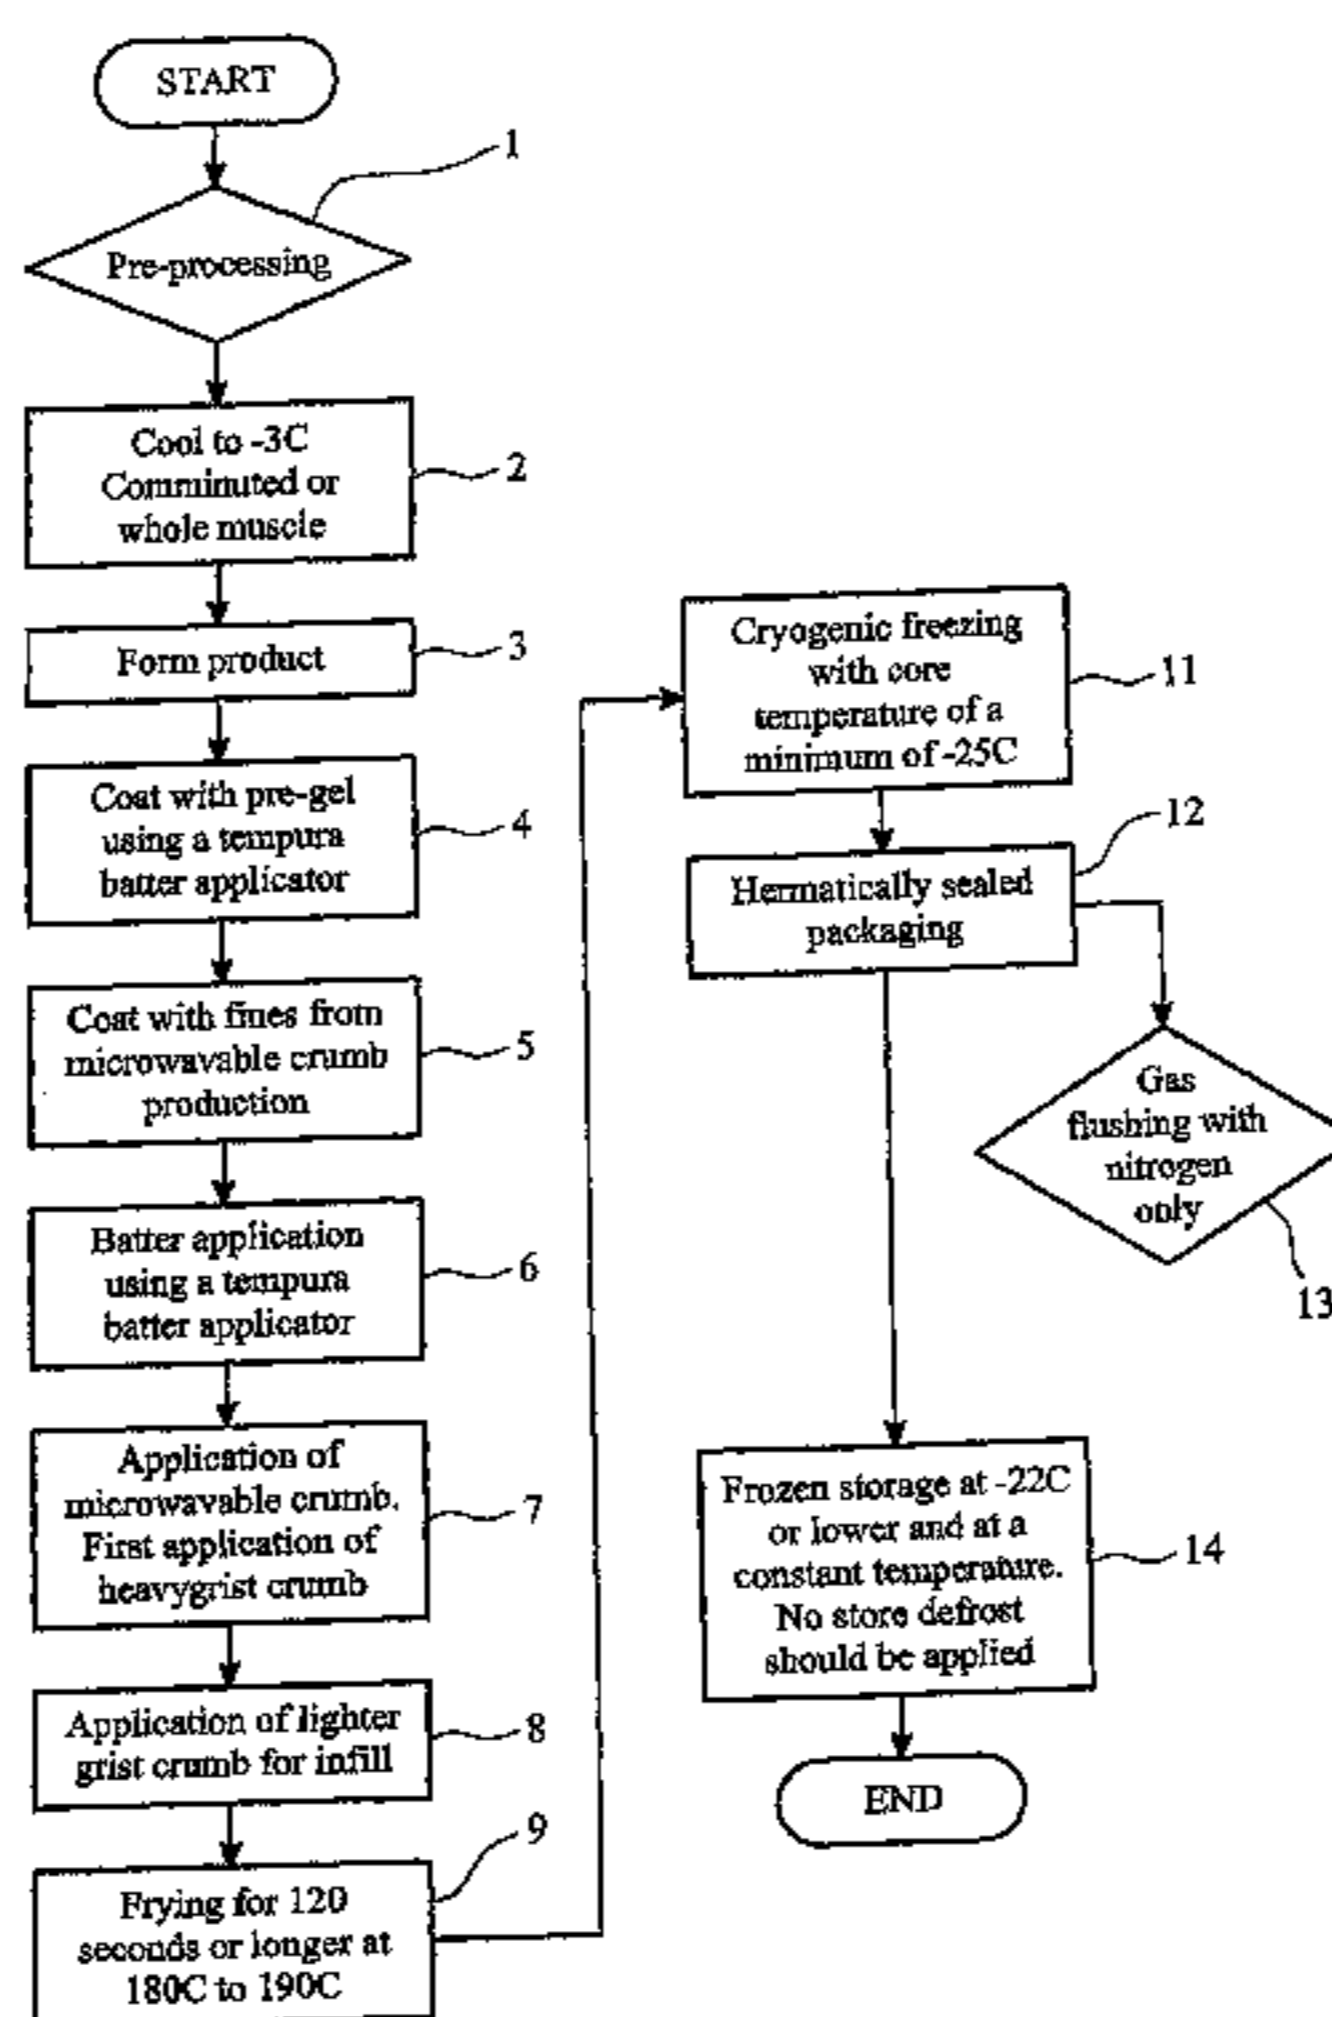 START
1
Pre-processing
Cool to -3C
Comminuted or
whole muscle
2
Form product
3
Coat with pre-gel
using a tempura
batter applicator
4
Coat with fines from
microwavable crumb
production
5
Batter application
using a tempura
batter applicator
6
Application of
microwavable crumb.
First application of
heavygrist crumb
7
Application of lighter
grist crumb for infill
8
Frying for 120
seconds or longer at
180C to 190C
9
Cryogenic freezing
with core
temperature of a
minimum of -25C
11
Hermatically sealed
packaging
12
Gas
flushing with
nitrogen
only
13
Frozen storage at -22C
or lower and at a
constant temperature.
No store defrost
should be applied
14
END